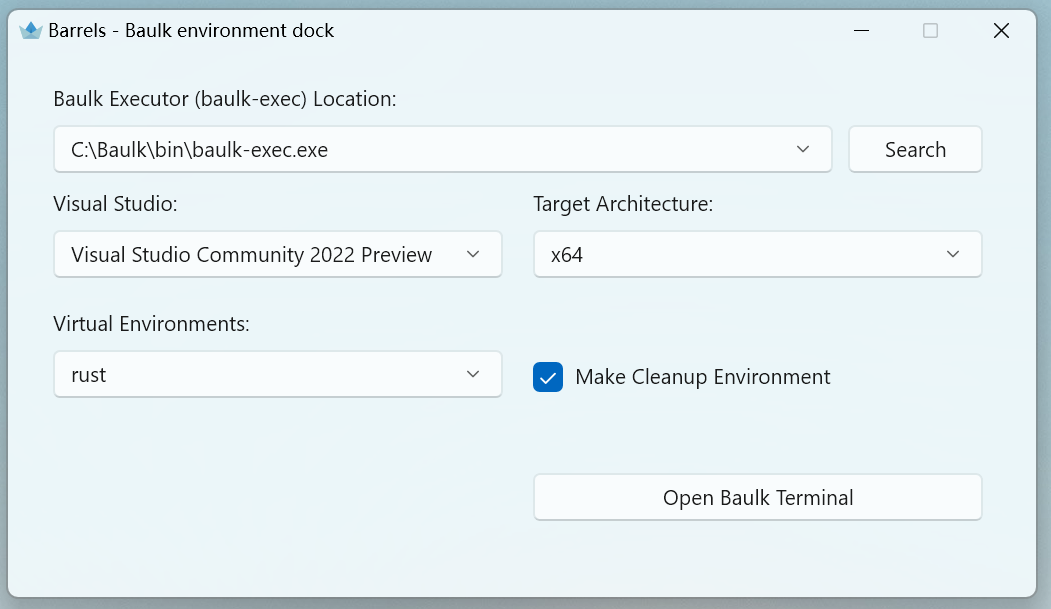 Barrels - Baulk environment dock
Baulk Executor (baulk-exec) Location:
C:\Baulk\bin\baulk-exec.exe
Search
Visual Studio:
Target Architecture:
Visual Studio Community 2022 Preview
x64
Virtual Environments:
rust
Make Cleanup Environment
Open Baulk Terminal